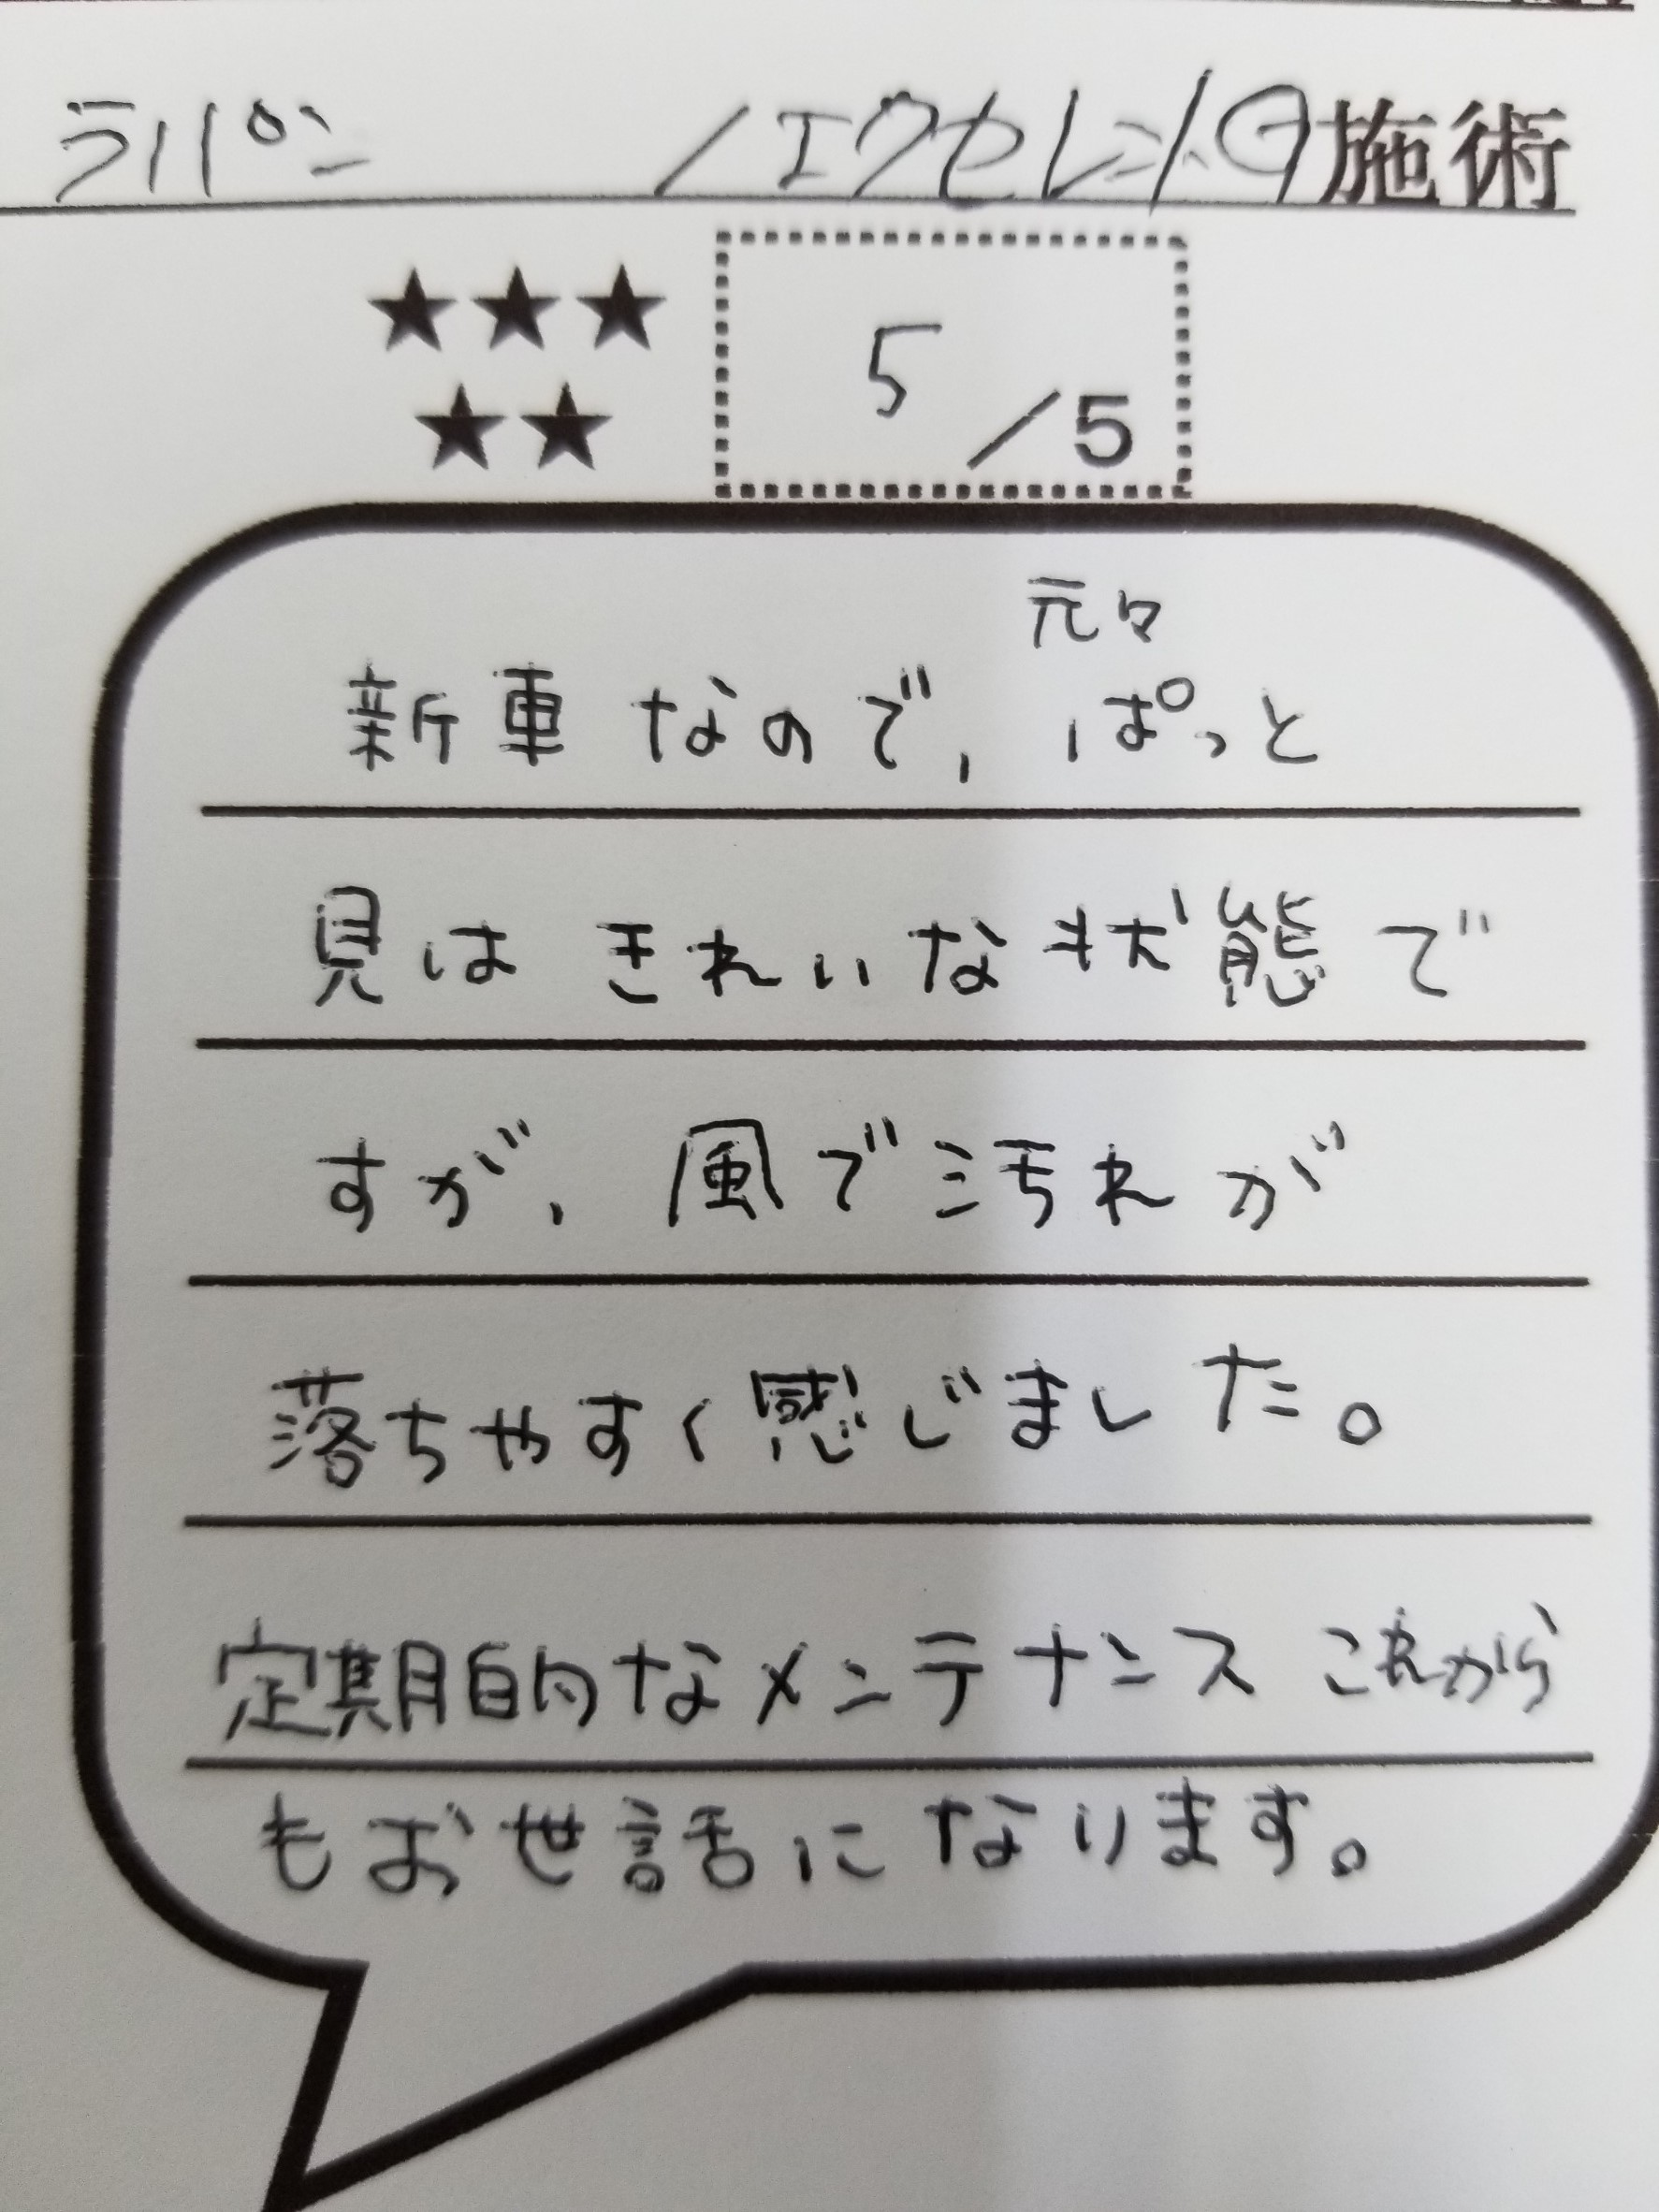 ラパン /エクセレントG施術
★★★
★★
5/5
元々
新車なので、ぱっと
見はきれいな状態で
すが、風で汚れが
落ちやすく感じました。
定期的なメンテナンスこれから
もお世話になります。